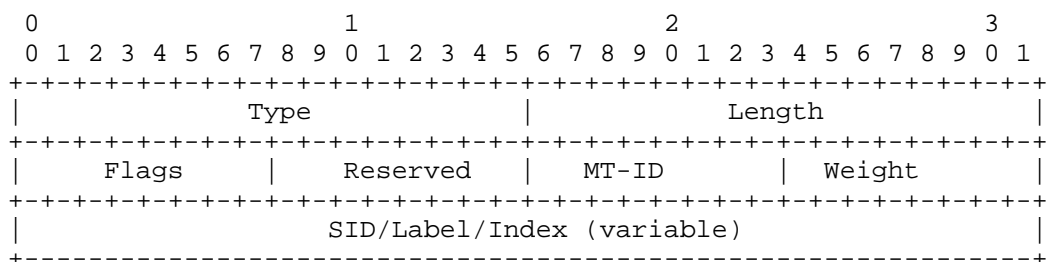 0                   1                   2                   3
 0 1 2 3 4 5 6 7 8 9 0 1 2 3 4 5 6 7 8 9 0 1 2 3 4 5 6 7 8 9 0 1
+-+-+-+-+-+-+-+-+-+-+-+-+-+-+-+-+-+-+-+-+-+-+-+-+-+-+-+-+-+-+-+-+
|              Type             |            Length             |
+-+-+-+-+-+-+-+-+-+-+-+-+-+-+-+-+-+-+-+-+-+-+-+-+-+-+-+-+-+-+-+-+
|     Flags     |    Reserved   |   MT-ID       |  Weight       |
+-+-+-+-+-+-+-+-+-+-+-+-+-+-+-+-+-+-+-+-+-+-+-+-+-+-+-+-+-+-+-+-+
|                   SID/Label/Index (variable)                  |
+---------------------------------------------------------------+